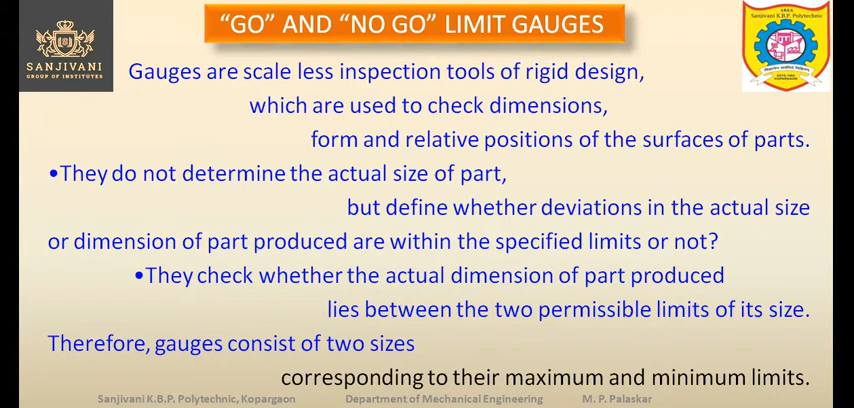 “GO” AND “NO GO” LIMIT GAUGES
SANJIVANI
GROUP OF INSTITUTES
Sanjivani K.B.P. Polytechnic
Gauges are scale less inspection tools of rigid design,
which are used to check dimensions,
form and relative positions of the surfaces of parts.
•They do not determine the actual size of part,
but define whether deviations in the actual size
or dimension of part produced are within the specified limits or not?
•They check whether the actual dimension of part produced
lies between the two permissible limits of its size.
Therefore, gauges consist of two sizes
corresponding to their maximum and minimum limits.
Sanjivani K.B.P. Polytechnic, Kopargaon Department of Mechanical Engineering M. P. Palaskar